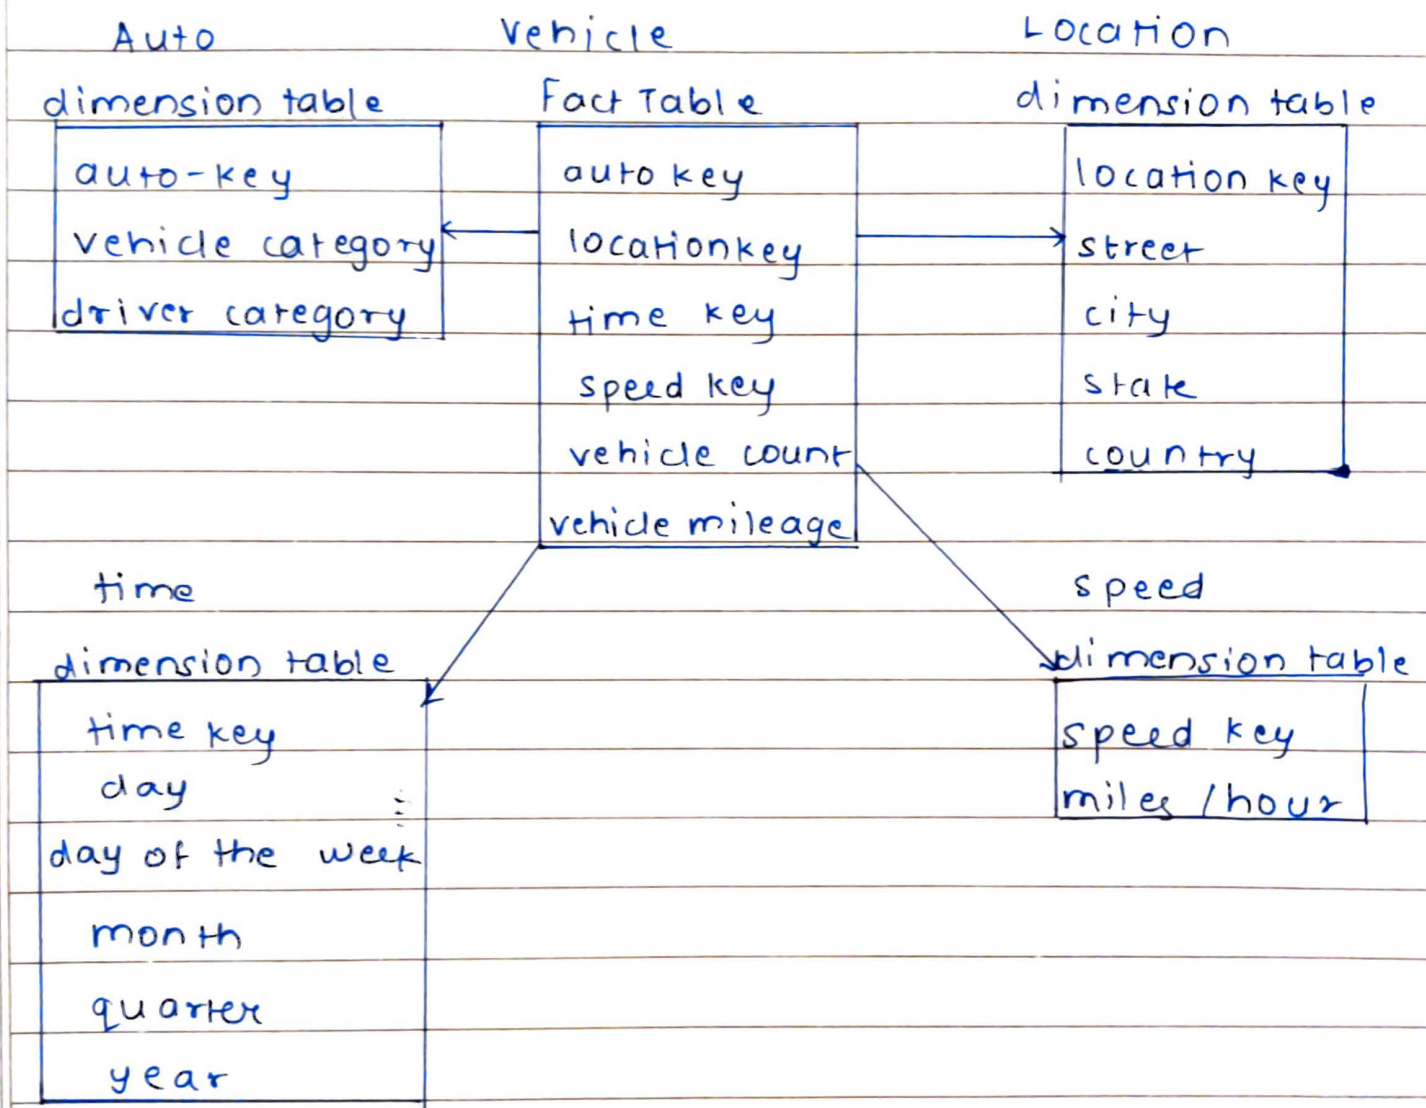 Auto
dimension table
auto-key
vehicle category
driver category
Vehicle
Fact Table
auto key
locationkey
time key
speed key
vehicle count
vehicle mileage
Location
dimension table
location key
street
city
state
country
time
dimension table
time key
day
day of the week
month
quarter
year
speed
dimension table
speed key
miles /hour